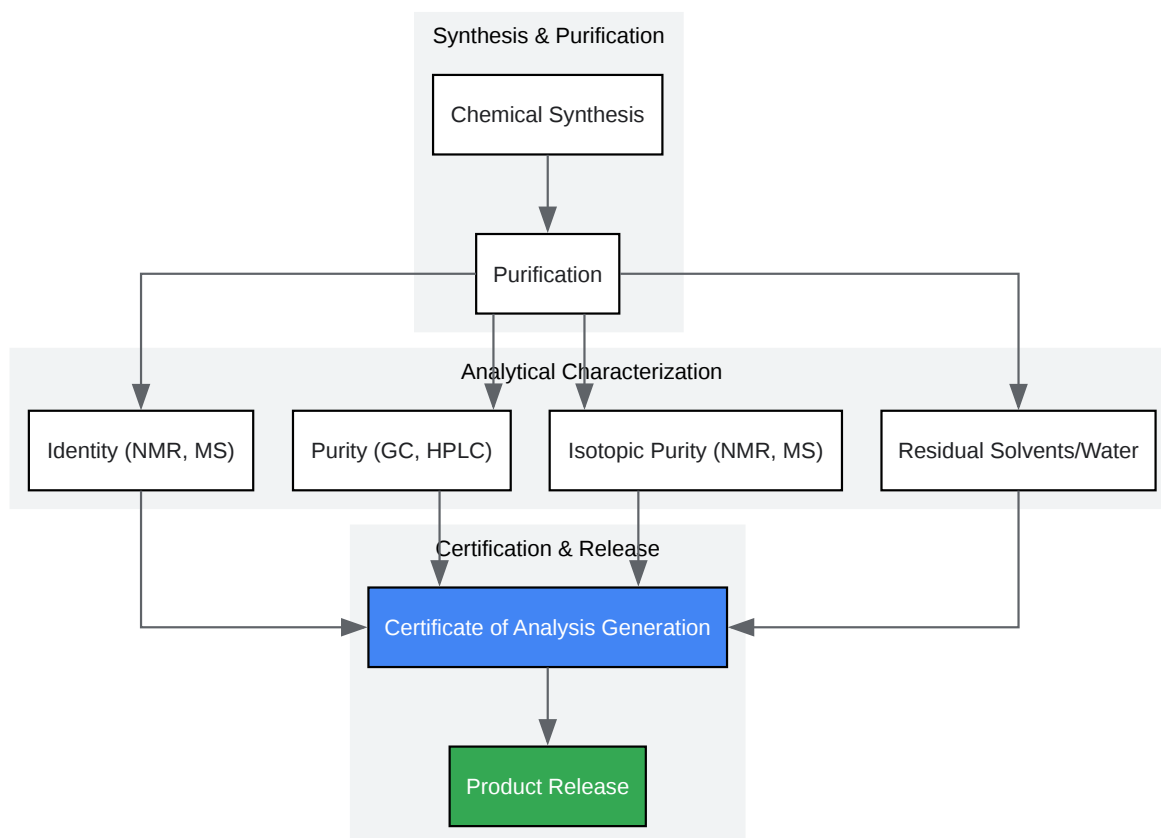 Synthesis & Purification
Chemical Synthesis
Purification
Analytical Characterization
Identity (NMR, MS)
Purity (GC, HPLC)
Isotopic Purity (NMR, MS)
Residual Solvents/Water
Certification & Release
Certificate of Analysis Generation
Product Release